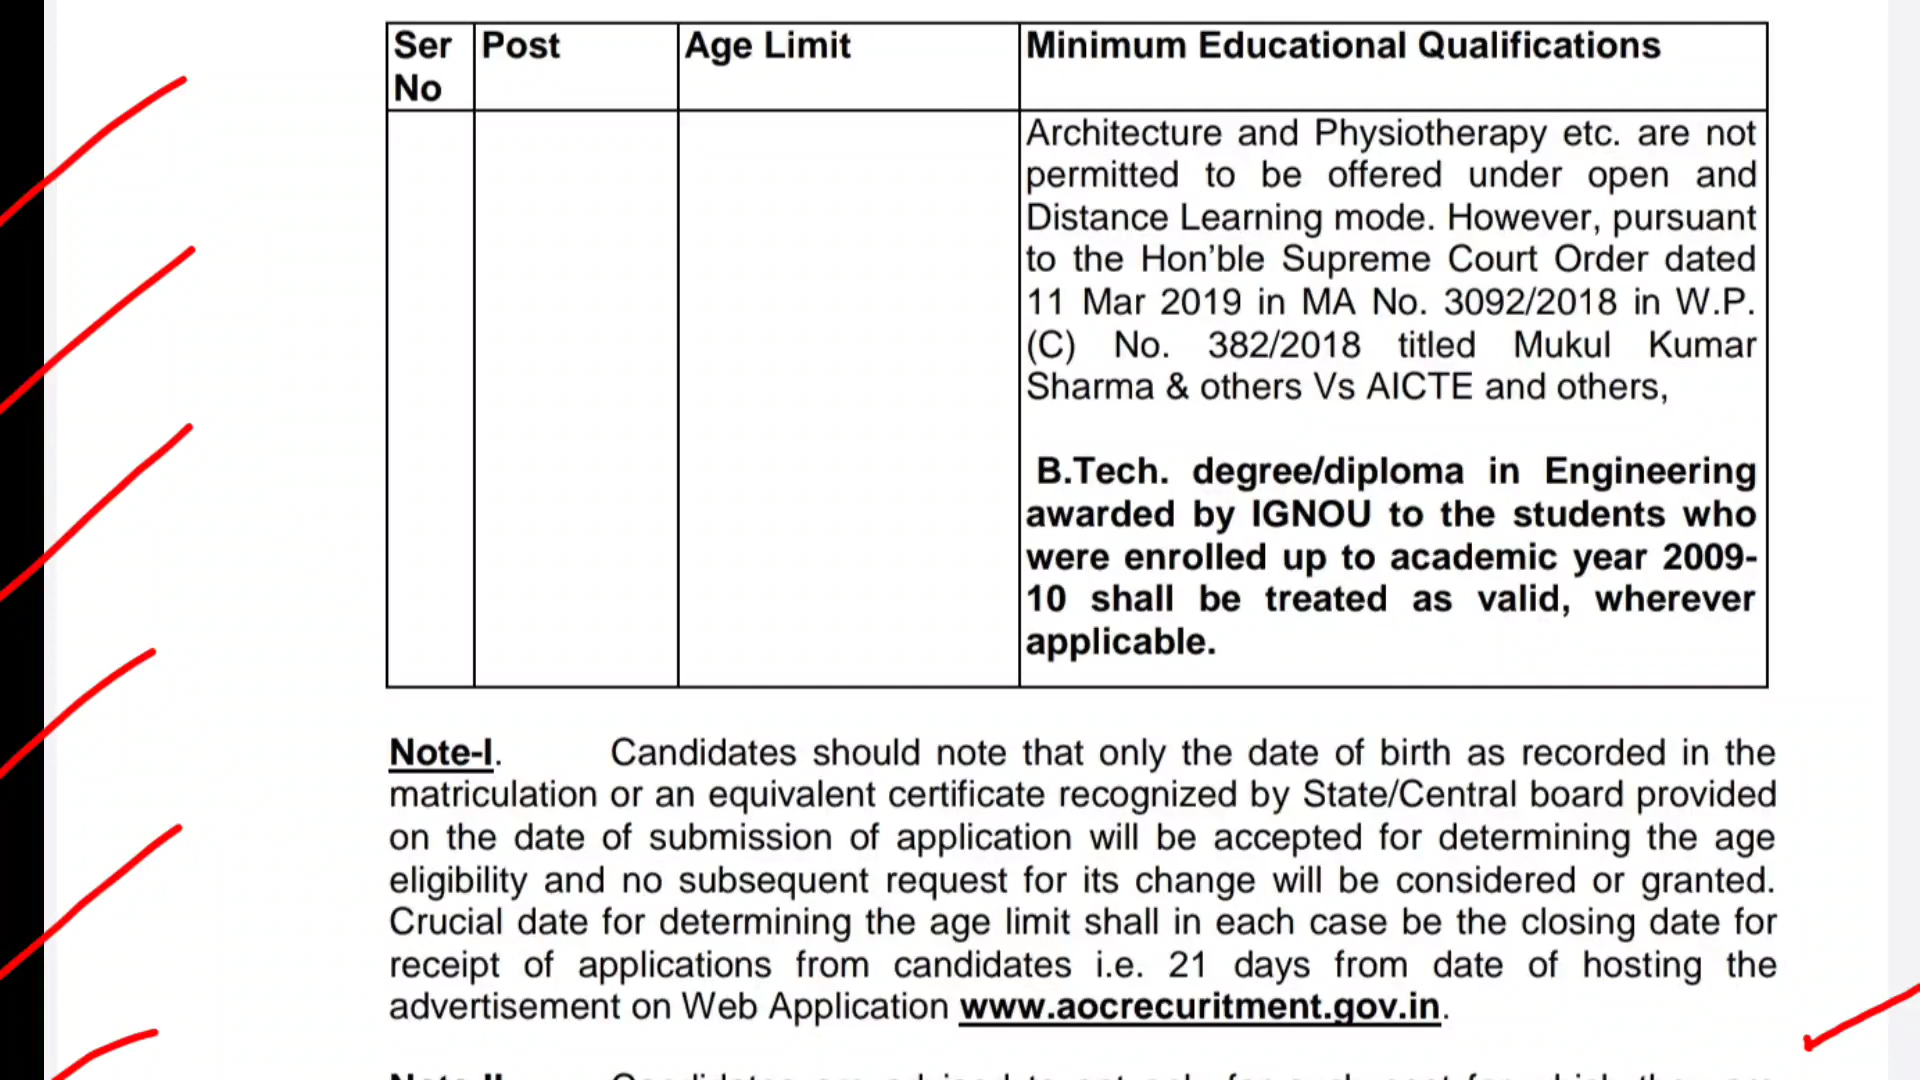 Ser No
Post
Age Limit
Minimum Educational Qualifications
Architecture and Physiotherapy etc. are not
permitted to be offered under open and
Distance Learning mode. However, pursuant
to the Hon’ble Supreme Court Order dated
11 Mar 2019 in MA No. 3092/2018 in W.P.
(C) No. 382/2018 titled Mukul Kumar
Sharma & others Vs AICTE and others,
B.Tech. degree/diploma in Engineering
awarded by IGNOU to the students who
were enrolled up to academic year 2009-
10 shall be treated as valid, wherever
applicable.
Note-I. Candidates should note that only the date of birth as recorded in the
matriculation or an equivalent certificate recognized by State/Central board provided
on the date of submission of application will be accepted for determining the age
eligibility and no subsequent request for its change will be considered or granted.
Crucial date for determining the age limit shall in each case be the closing date for
receipt of applications from candidates i.e. 21 days from date of hosting the
advertisement on Web Application www.aocrecuritment.gov.in.